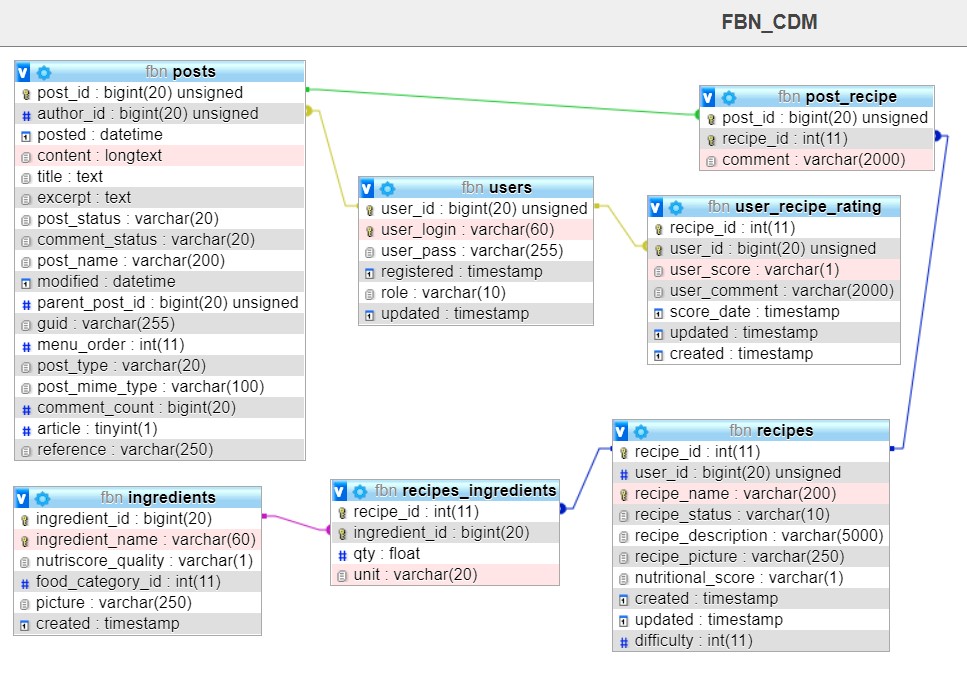 FBN_CDM
fbn posts
post_id : bigint(20) unsigned
author_id : bigint(20) unsigned
posted : datetime
content : longtext
title : text
excerpt : text
post_status : varchar(20)
comment_status : varchar(20)
post_name : varchar(200)
modified : datetime
parent_post_id : bigint(20) unsigned
guid : varchar(255)
menu_order : int(11)
post_type : varchar(20)
post_mime_type : varchar(100)
comment_count : bigint(20)
article : tinyint(1)
reference : varchar(250)
fbn users
user_id : bigint(20) unsigned
user_login : varchar(60)
user_pass : varchar(255)
registered : timestamp
role : varchar(10)
updated : timestamp
fbn post_recipe
post_id : bigint(20) unsigned
recipe_id : int(11)
comment : varchar(2000)
fbn user_recipe_rating
recipe_id : int(11)
user_id : bigint(20) unsigned
user_score : varchar(1)
user_comment : varchar(2000)
score_date : timestamp
updated : timestamp
created : timestamp
fbn ingredients
ingredient_id : bigint(20)
ingredient_name : varchar(60)
nutriscore_quality : varchar(1)
food_category_id : int(11)
picture : varchar(250)
created : timestamp
fbn recipes_ingredients
recipe_id : int(11)
ingredient_id : bigint(20)
qty : float
unit : varchar(20)
fbn recipes
recipe_id : int(11)
user_id : bigint(20) unsigned
recipe_name : varchar(200)
recipe_status : varchar(10)
recipe_description : varchar(5000)
recipe_picture : varchar(250)
nutritional_score : varchar(1)
created : timestamp
updated : timestamp
difficulty : int(11)